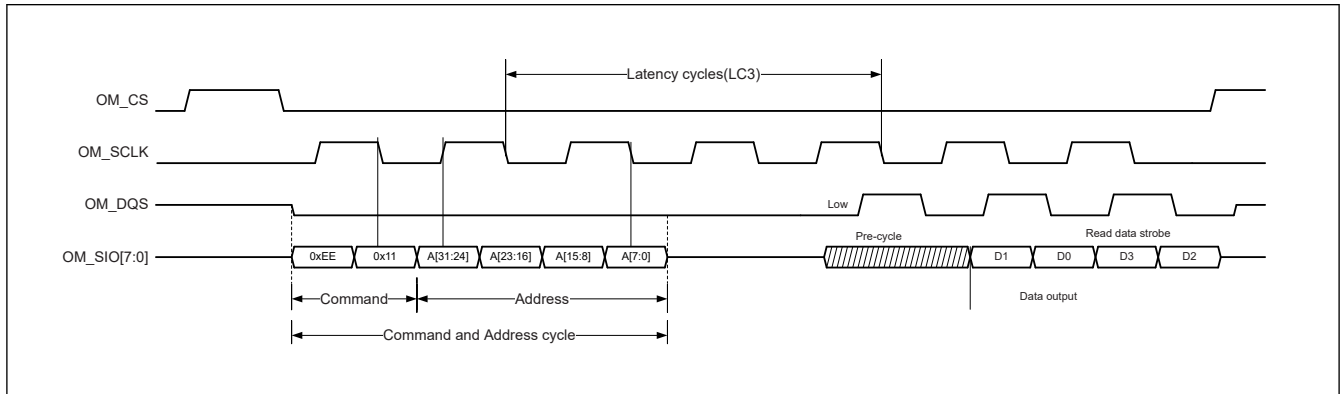 Latency cycles(LC3)
OM_CS
OM_SCLK
OM_DQS
Low
Pre-cycle
Read data strobe
OM_SIO[7:0]
0xEE 0x11 A[31:24] A[23:16] A[15:8] A[7:0] D1 D0 D3 D2
Command Address
Data output
Command and Address cycle